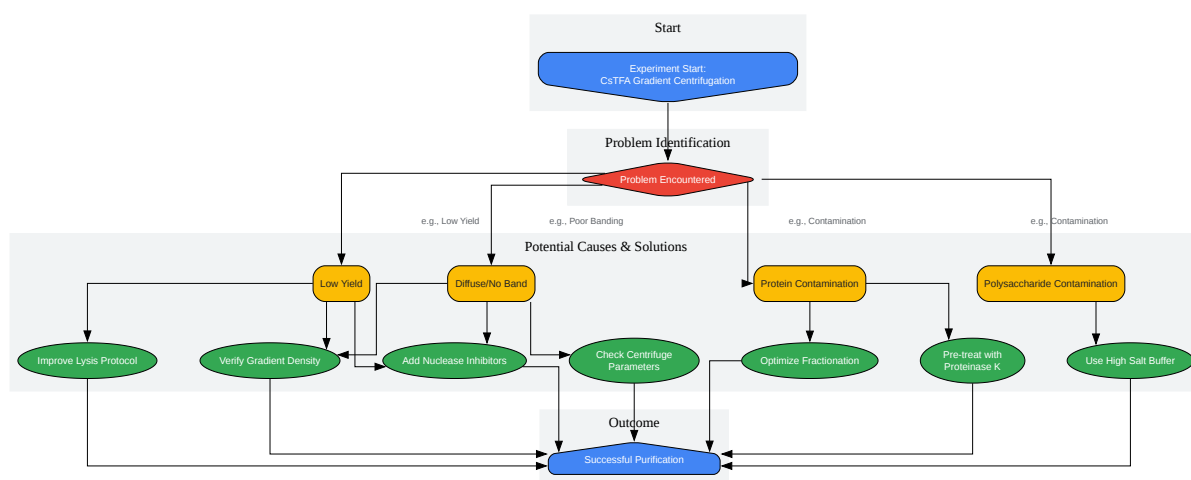 Start
Experiment Start:
CsTFA Gradient Centrifugation
Problem Identification
Problem Encountered
e.g., Low Yield
e.g., Poor Banding
e.g., Contamination
e.g., Contamination
Potential Causes & Solutions
Low Yield
Diffuse/No Band
Protein Contamination
Polysaccharide Contamination
Improve Lysis Protocol
Verify Gradient Density
Add Nuclease Inhibitors
Check Centrifuge
Parameters
Optimize Fractionation
Pre-treat with
Proteinase K
Use High Salt Buffer
Outcome
Successful Purification